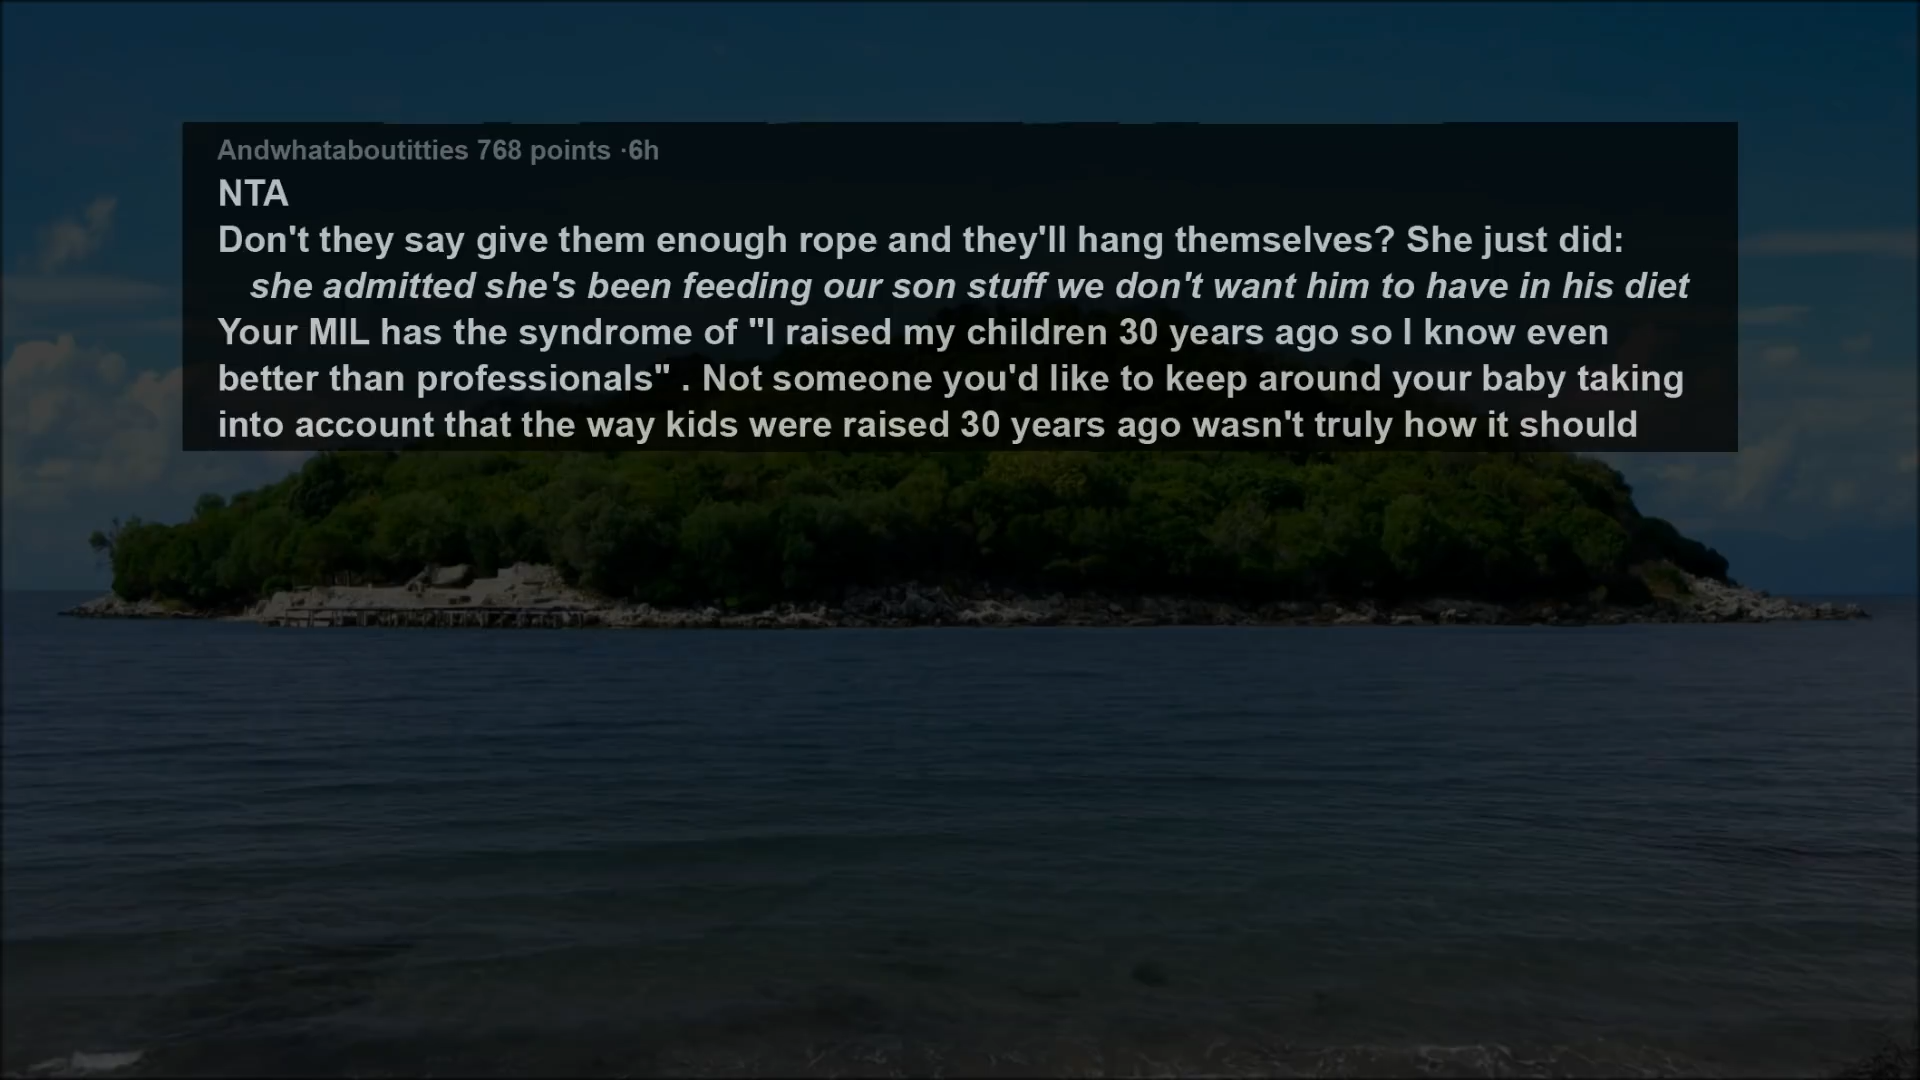 Andwhataboutitties 768 points ·6h
NTA
Don't they say give them enough rope and they'll hang themselves? She just did:
she admitted she's been feeding our son stuff we don't want him to have in his diet
Your MIL has the syndrome of "I raised my children 30 years ago so I know even
better than professionals" . Not someone you'd like to keep around your baby taking
into account that the way kids were raised 30 years ago wasn't truly how it should